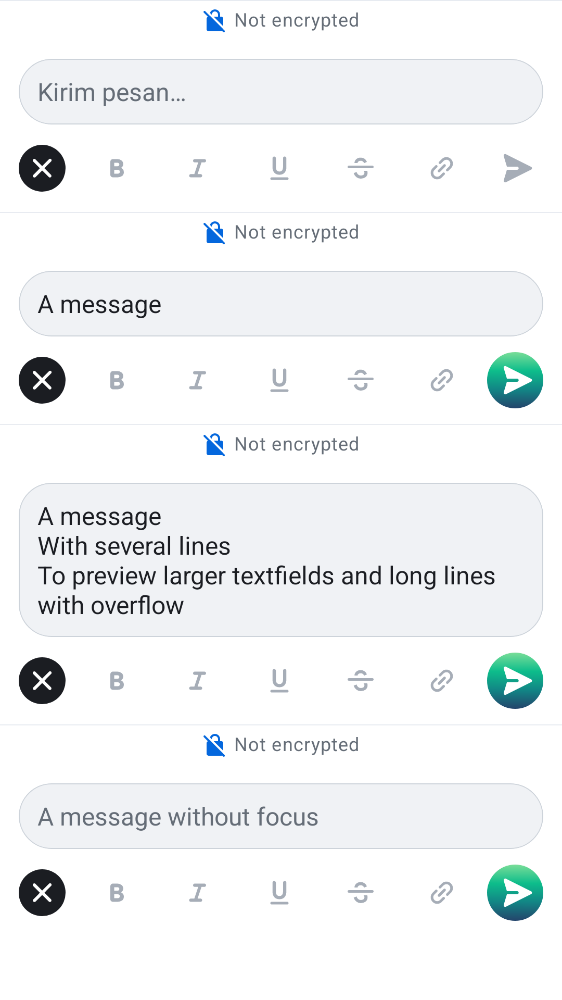 Not encrypted
Kirim pesan…
B I U S
Not encrypted
A message
B I U S
Not encrypted
A message
With several lines
To preview larger textfields and long lines
with overflow
B I U S
Not encrypted
A message without focus
B I U S